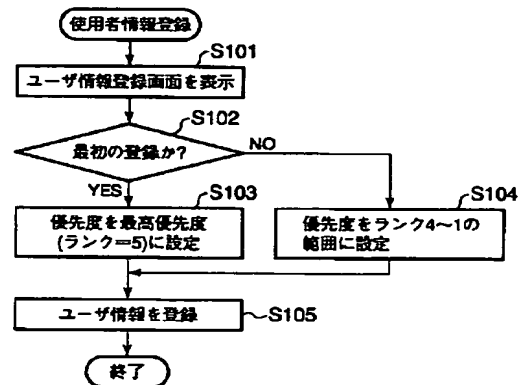 使用者情報登録
S101
ユーザ情報登録画面を表示
S102
最初の登録か?
NO
YES
S103
優先度を最高優先度
(ランク=5)に設定
S104
優先度をランク4~1の
範囲に設定
ユーザ情報を登録
S105
終了